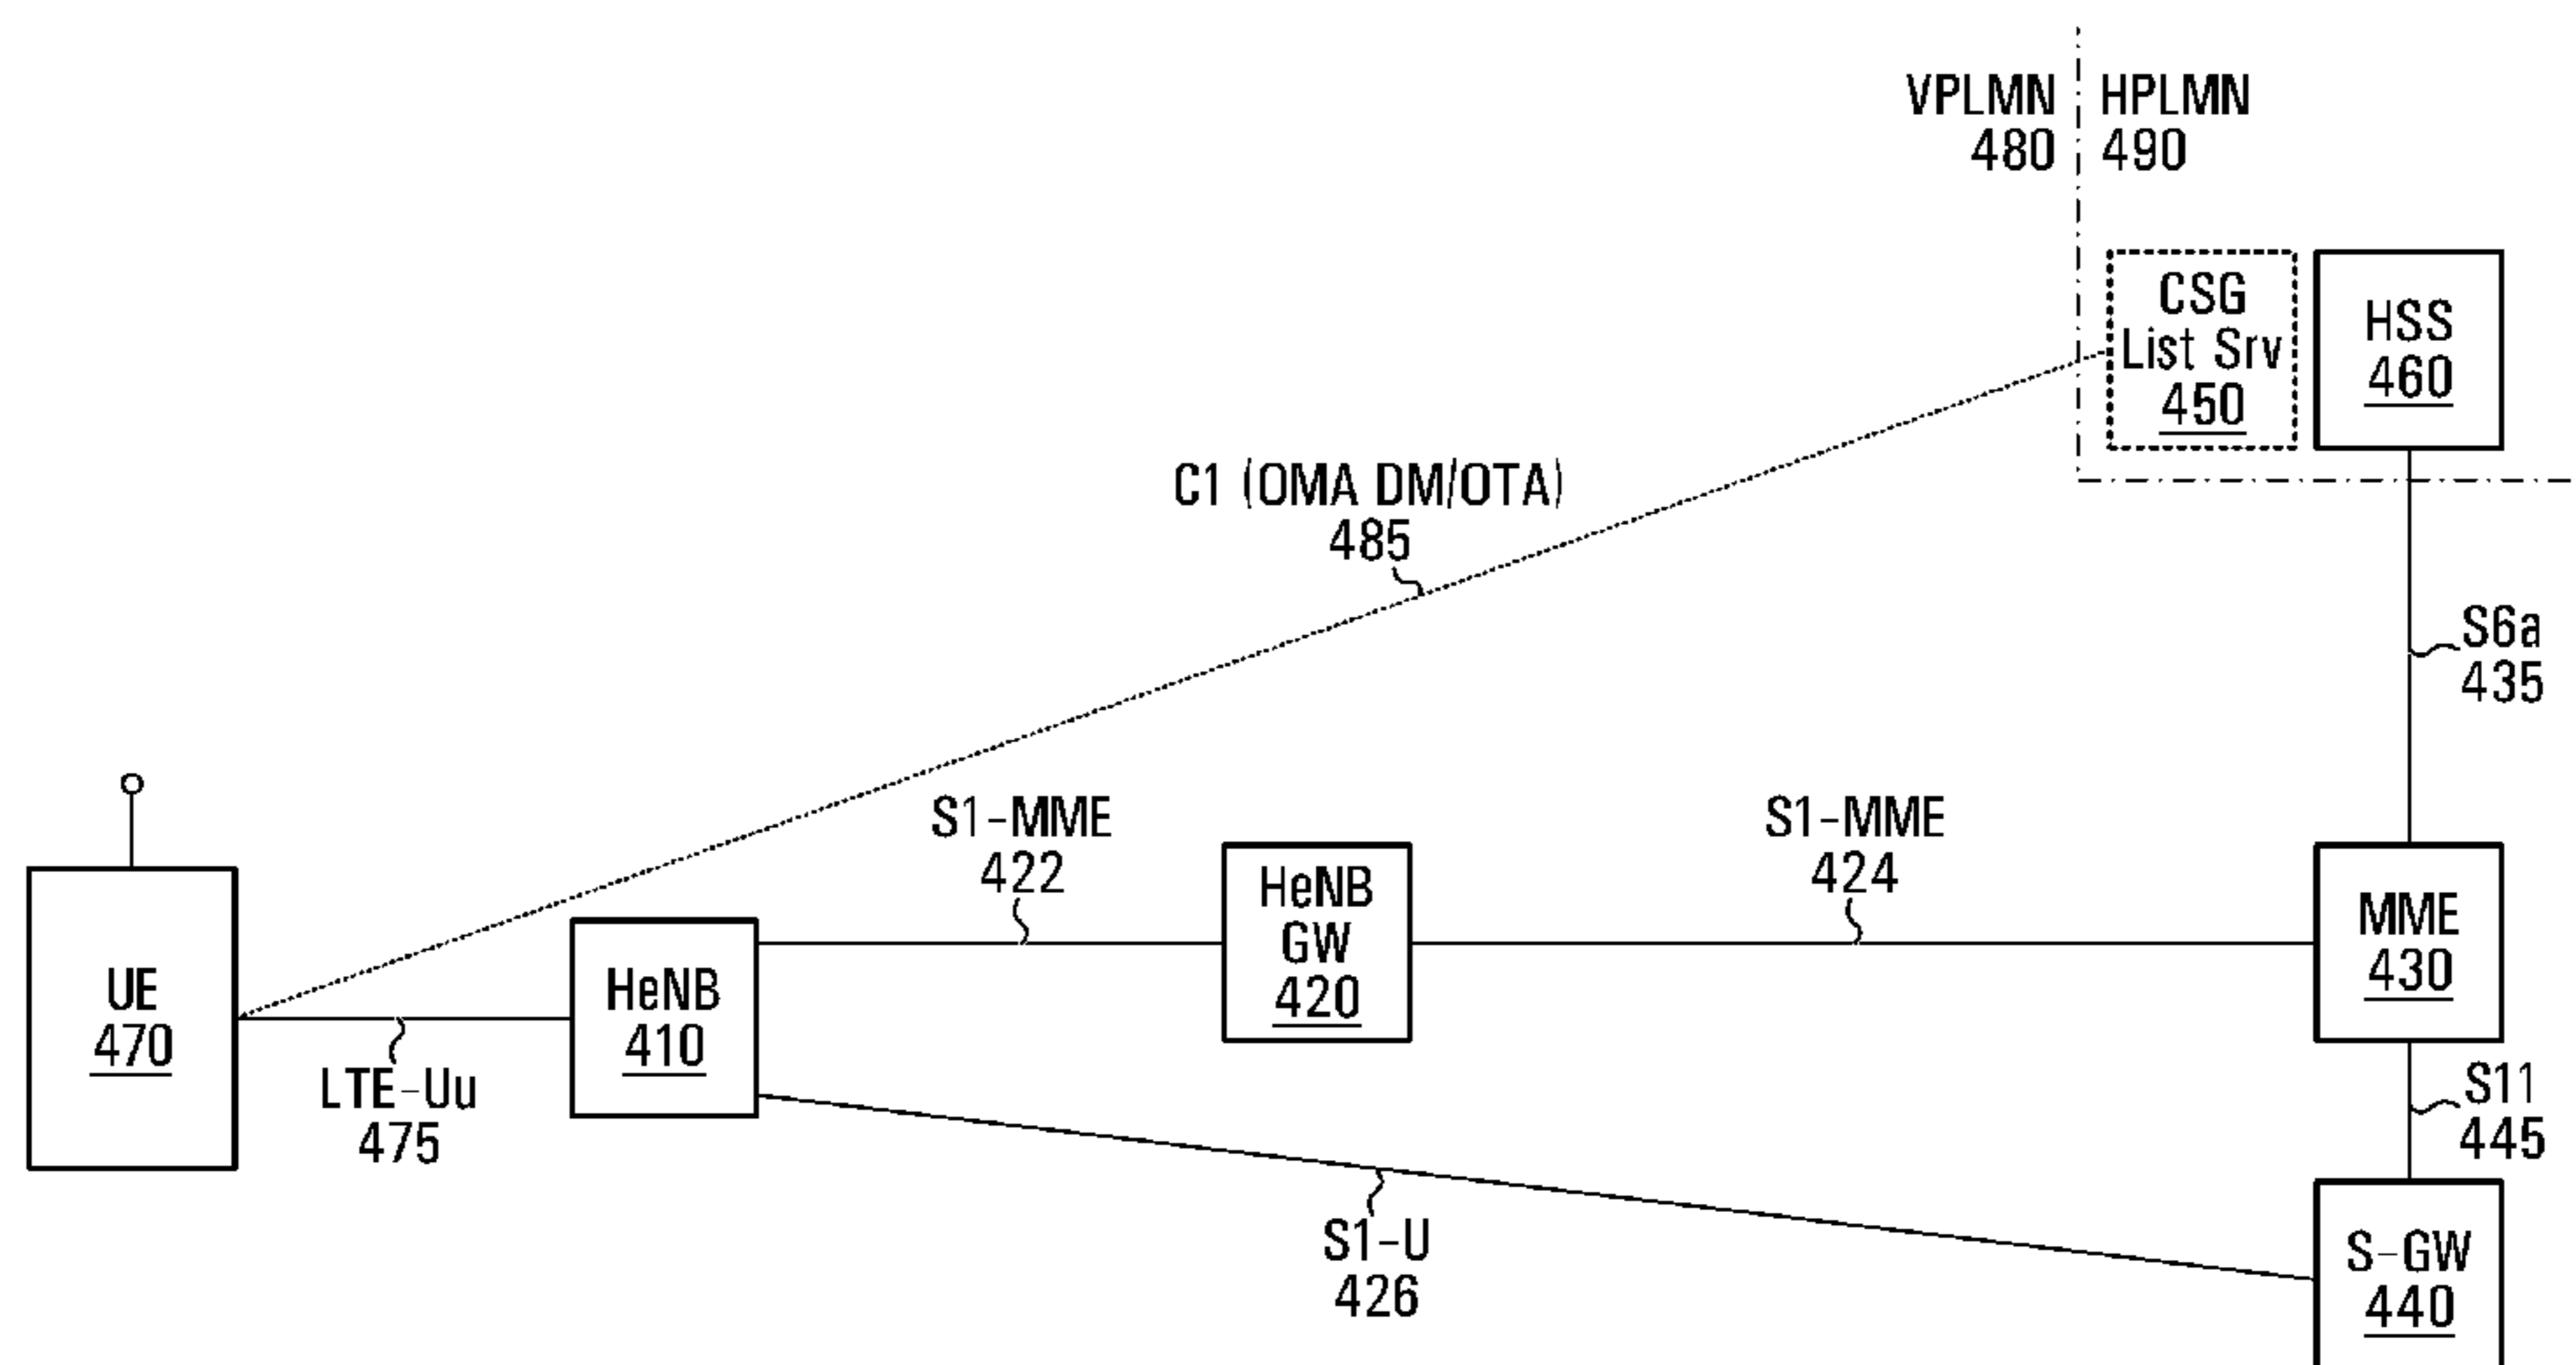 VPLMN
480
HPLMN
490
CSG
List Srv
450
HSS
460
C1 (OMA DM/OTA)
485
S6a
435
S1-MME
422
S1-MME
424
HeNB
GW
420
MME
430
UE
470
HeNB
410
LTE-Uu
475
S11
445
S1-U
426
S-GW
440